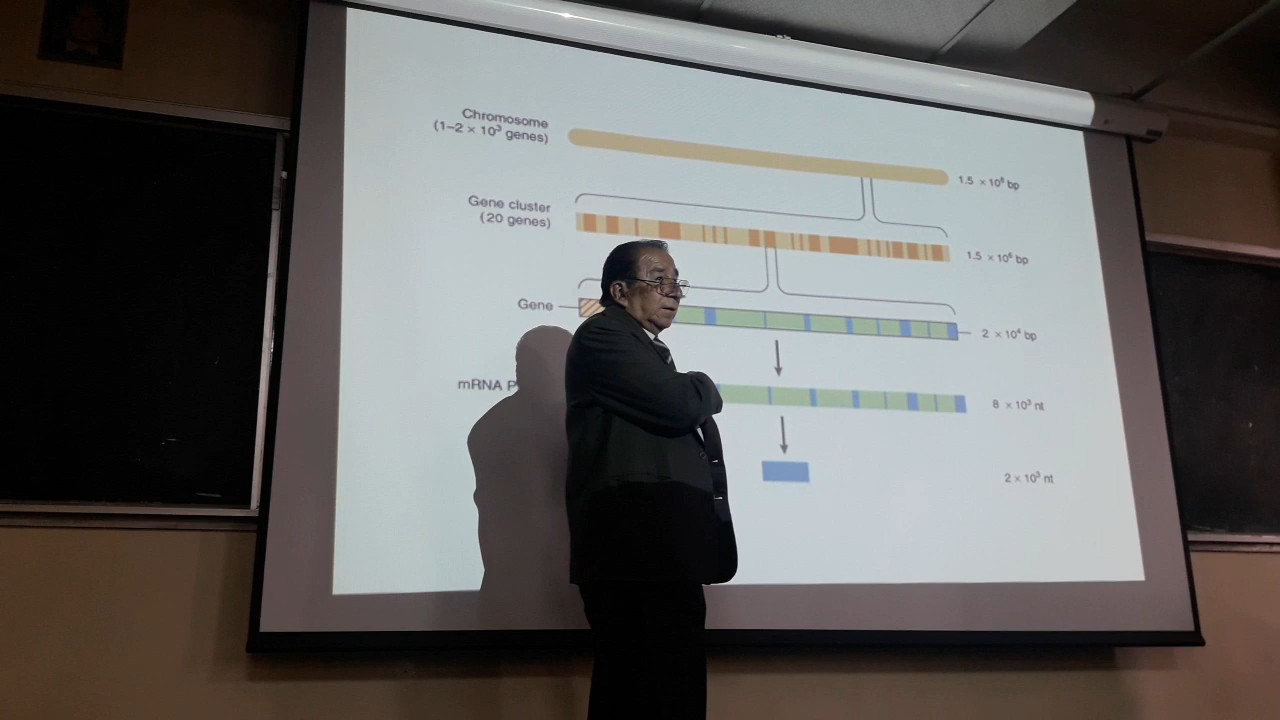 Chromosome
(1–2 × 10³ genes)
1.5 × 10⁸ bp
Gene cluster
(20 genes)
1.5 × 10⁶ bp
Gene
2 × 10⁴ bp
mRNA P
8 × 10³ nt
2 × 10³ nt